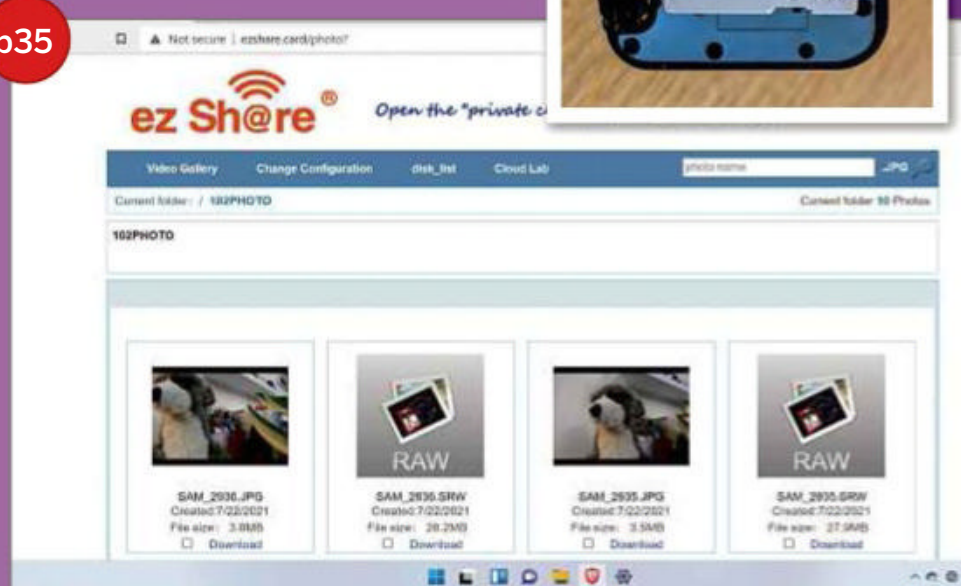 p35
Not secure | ezshare.card/photo?
ez Sh@re®
Open the "private
Video Gallery Change Configuration disk_list Cloud Lab photo name .JPG
Current folder: / 102PHOTO Current folder 10 Photos
102PHOTO
RAW RAW
SAM_2936.JPG SAM_2936.SRW SAM_2935.JPG SAM_2935.SRW
Created:7/22/2021 Created:7/22/2021 Created:7/22/2021 Created:7/22/2021
File size: 3.8MB File size: 28.2MB File size: 3.5MB File size: 27.9MB
Download Download Download Download